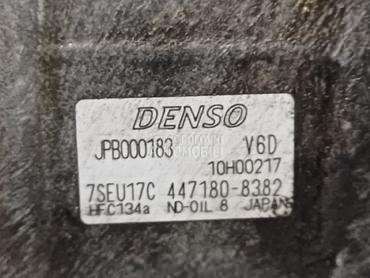 DENSO
JPB000183 V6D
10H00217
7SEU17C 447180-8382
HFC134a ND-OIL 8 JAPAN